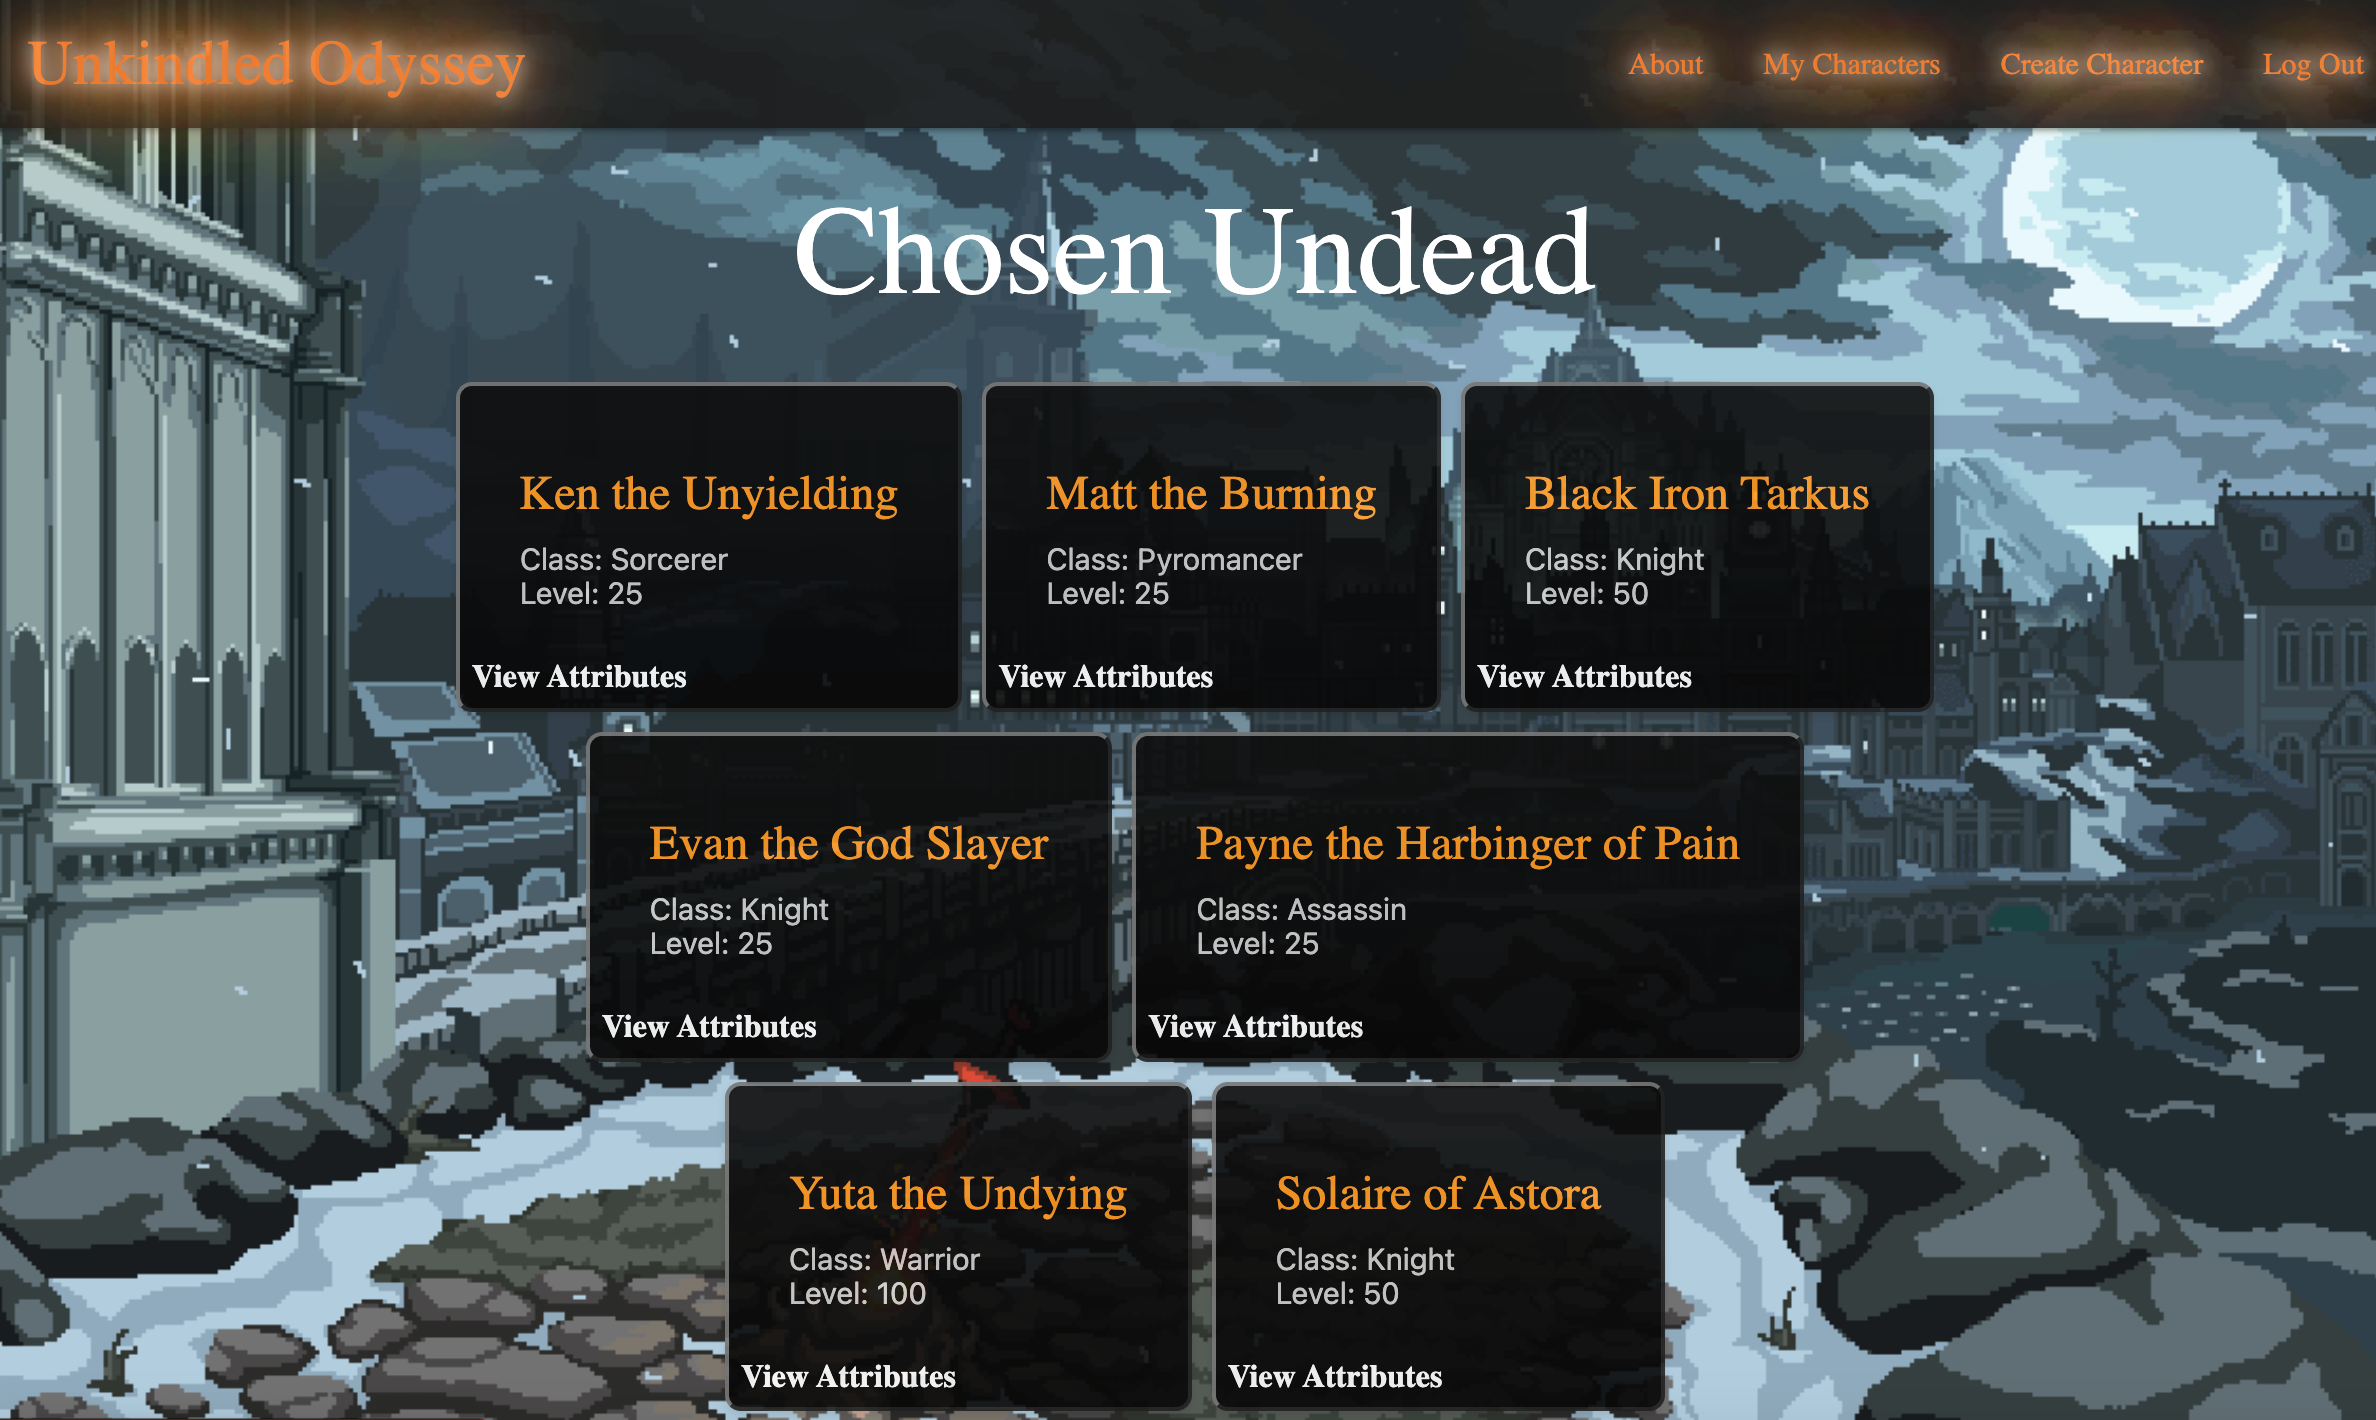 Unkindled Odyssey
About
My Characters
Create Character
Log Out
Chosen Undead
Ken the Unyielding
Class: Sorcerer
Level: 25
View Attributes
Matt the Burning
Class: Pyromancer
Level: 25
View Attributes
Black Iron Tarkus
Class: Knight
Level: 50
View Attributes
Evan the God Slayer
Class: Knight
Level: 25
View Attributes
Payne the Harbinger of Pain
Class: Assassin
Level: 25
View Attributes
Yuta the Undying
Class: Warrior
Level: 100
View Attributes
Solaire of Astora
Class: Knight
Level: 50
View Attributes